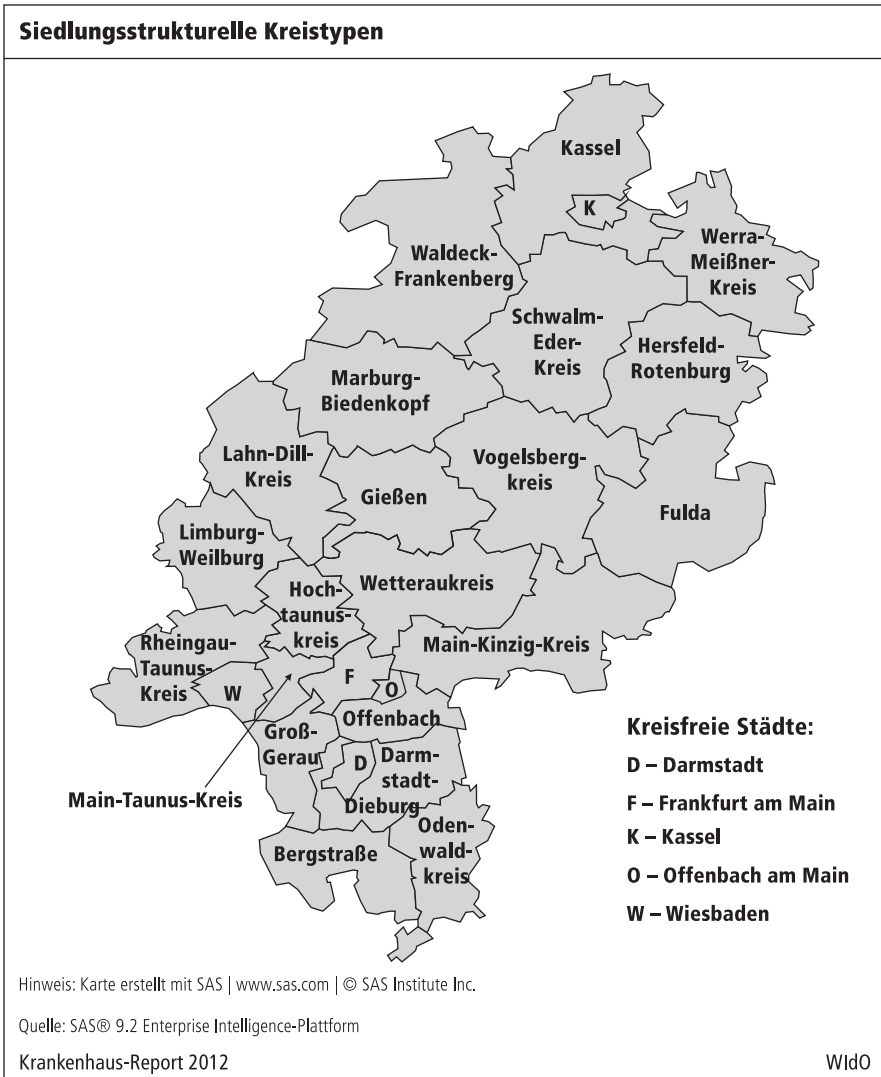 Siedlungsstrukturelle Kreistypen
Kassel
K
Werra-
Meißner-
Kreis
Waldeck-
Frankenberg
Schwalm-
Eder-
Kreis
Hersfeld-
Rotenburg
Marburg-
Biedenkopf
Lahn-Dill-
Kreis
Gießen
Vogelsberg-
kreis
Fulda
Limburg-
Weilburg
Hoch-
taunus-
kreis
Wetteraukreis
Rheingau-
Taunus-
Kreis
W
F
O
Main-Kinzig-Kreis
Offenbach
Groß-
Gerau
D
Darm-
stadt-
Dieburg
Main-Taunus-Kreis
Bergstraße
Oden-
wald-
kreis
Kreisfreie Städte:
D – Darmstadt
F – Frankfurt am Main
K – Kassel
O – Offenbach am Main
W – Wiesbaden
Hinweis: Karte erstellt mit SAS | www.sas.com | © SAS Institute Inc.
Quelle: SAS® 9.2 Enterprise Intelligence-Plattform
Krankenhaus-Report 2012 WIdO